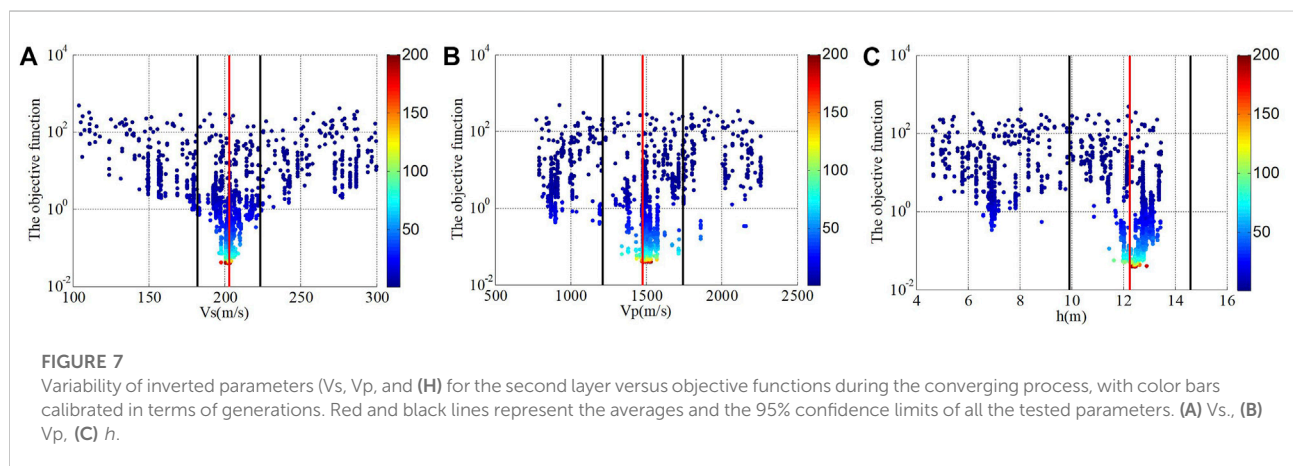 A
The objective function
10^4
10^2
10^0
10^-2
100 150 200 250 300
Vs(m/s)
200
150
100
50
B
The objective function
10^4
10^2
10^0
10^-2
500 1000 1500 2000 2500
Vp(m/s)
200
150
100
50
C
The objective function
10^4
10^2
10^0
10^-2
4 6 8 10 12 14 16
h(m)
200
150
100
50
FIGURE 7
Variability of inverted parameters (Vs, Vp, and (H) for the second layer versus objective functions during the converging process, with color bars
calibrated in terms of generations. Red and black lines represent the averages and the 95% confidence limits of all the tested parameters. (A) Vs., (B)
Vp, (C) h.